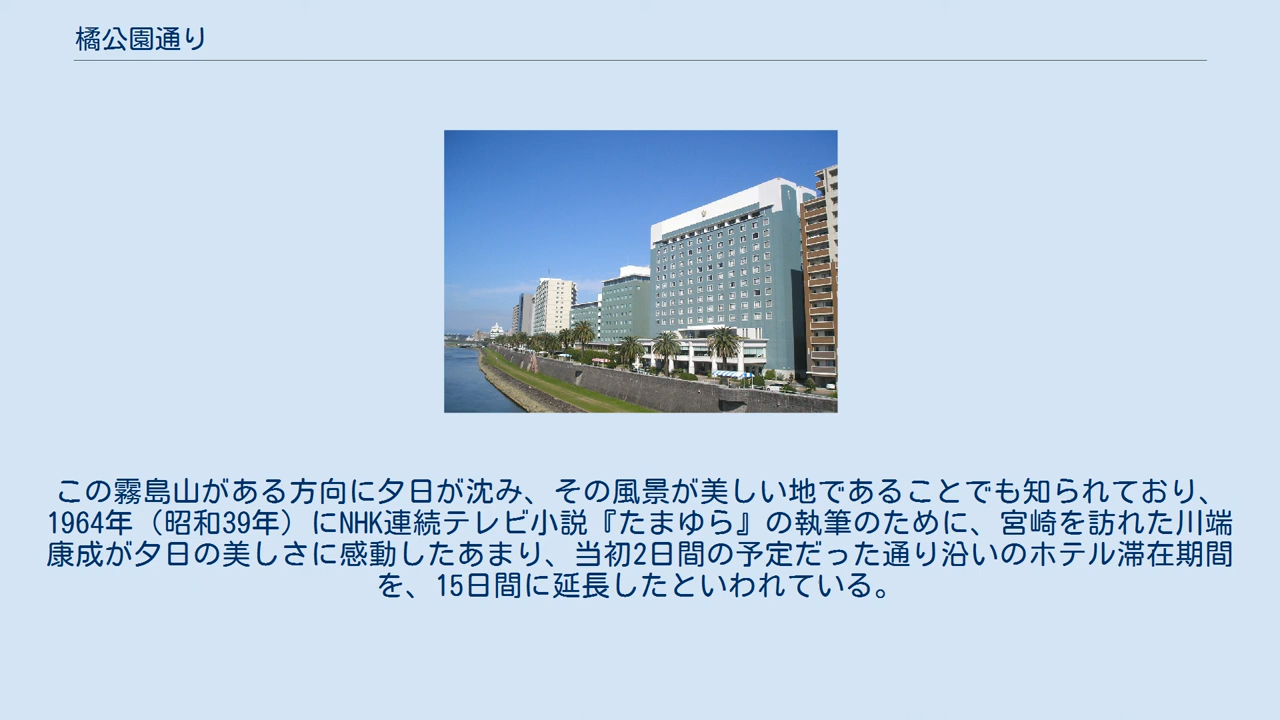 橘公園通り
この霧島山がある方向に夕日が沈み、その風景が美しい地であることでも知られており、
1964年（昭和39年）にNHK連続テレビ小説『たまゆら』の執筆のために、宮崎を訪れた川端
康成が夕日の美しさに感動したあまり、当初2日間の予定だった通り沿いのホテル滞在期間
を、15日間に延長したといわれている。